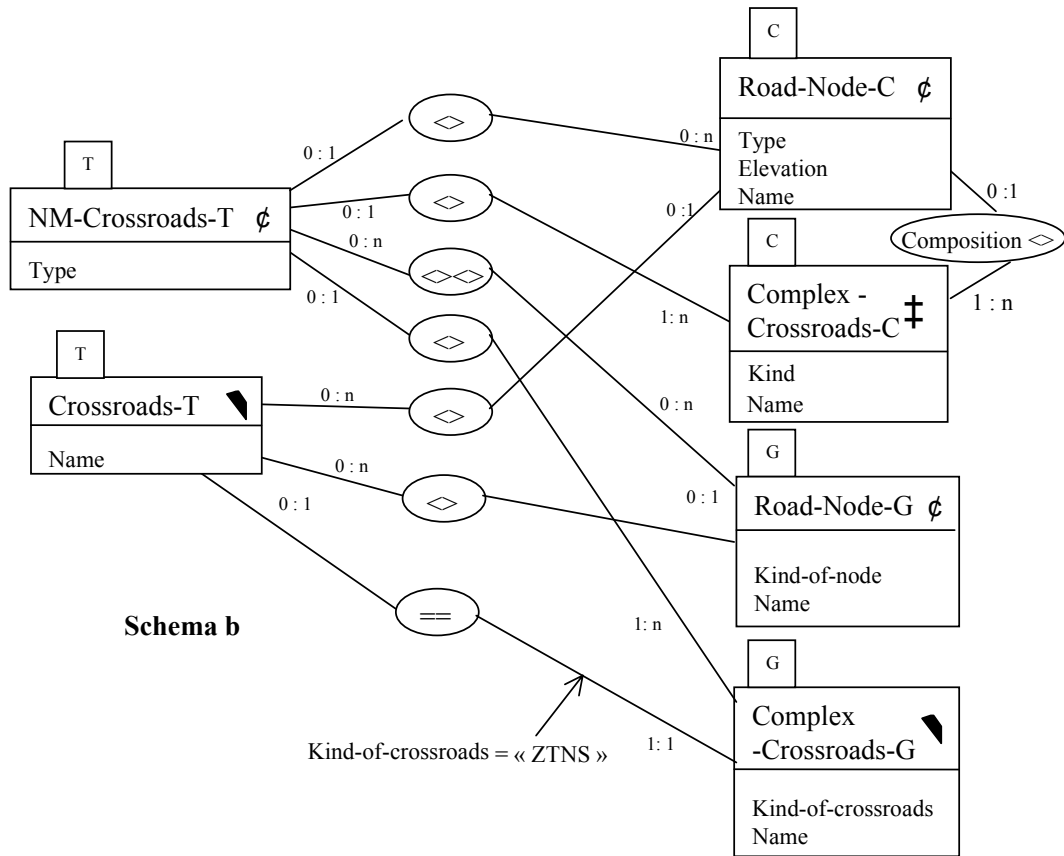 C
Road-Node-C ¢
Type
Elevation
Name
<>
0 : 1
0 : n
T
NM-Crossroads-T ¢
Type
<>
0 : 1
0 :1
0 :1
Composition <>
0 : n
<><>
C
Complex -
Crossroads-C ‡
1 : n
0 : 1
<>
1: n
Kind
Name
T
Crossroads-T
Name
0 : n
<>
0 : n
G
Road-Node-G ¢
Kind-of-node
Name
0 : n
<>
0 : 1
0 : 1
==
Schema b
1: n
G
Complex
-Crossroads-G
Kind-of-crossroads
Name
Kind-of-crossroads = « ZTNS »
1: 1